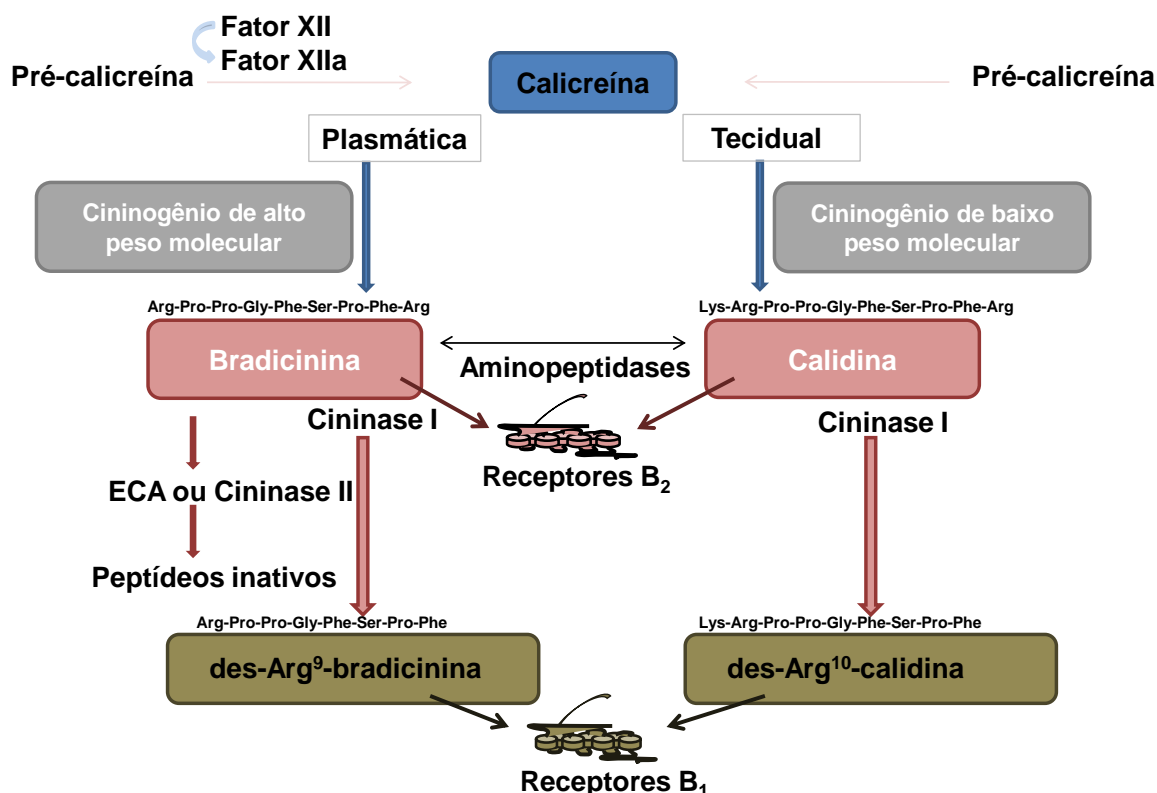 Fator XII
Fator XIIa
Pré-calicreína
Calicreína
Pré-calicreína
Plasmática
Tecidual
Cininogênio de alto
peso molecular
Cininogênio de baixo
peso molecular
Arg-Pro-Pro-Gly-Phe-Ser-Pro-Phe-Arg
Lys-Arg-Pro-Pro-Gly-Phe-Ser-Pro-Phe-Arg
Bradicinina
Aminopeptidases
Calidina
Cininase I
Cininase I
Receptores B₂
ECA ou Cininase II
Peptídeos inativos
Arg-Pro-Pro-Gly-Phe-Ser-Pro-Phe
Lys-Arg-Pro-Pro-Gly-Phe-Ser-Pro-Phe
des-Arg⁹-bradicinina
des-Arg¹⁰-calidina
Receptores B₁